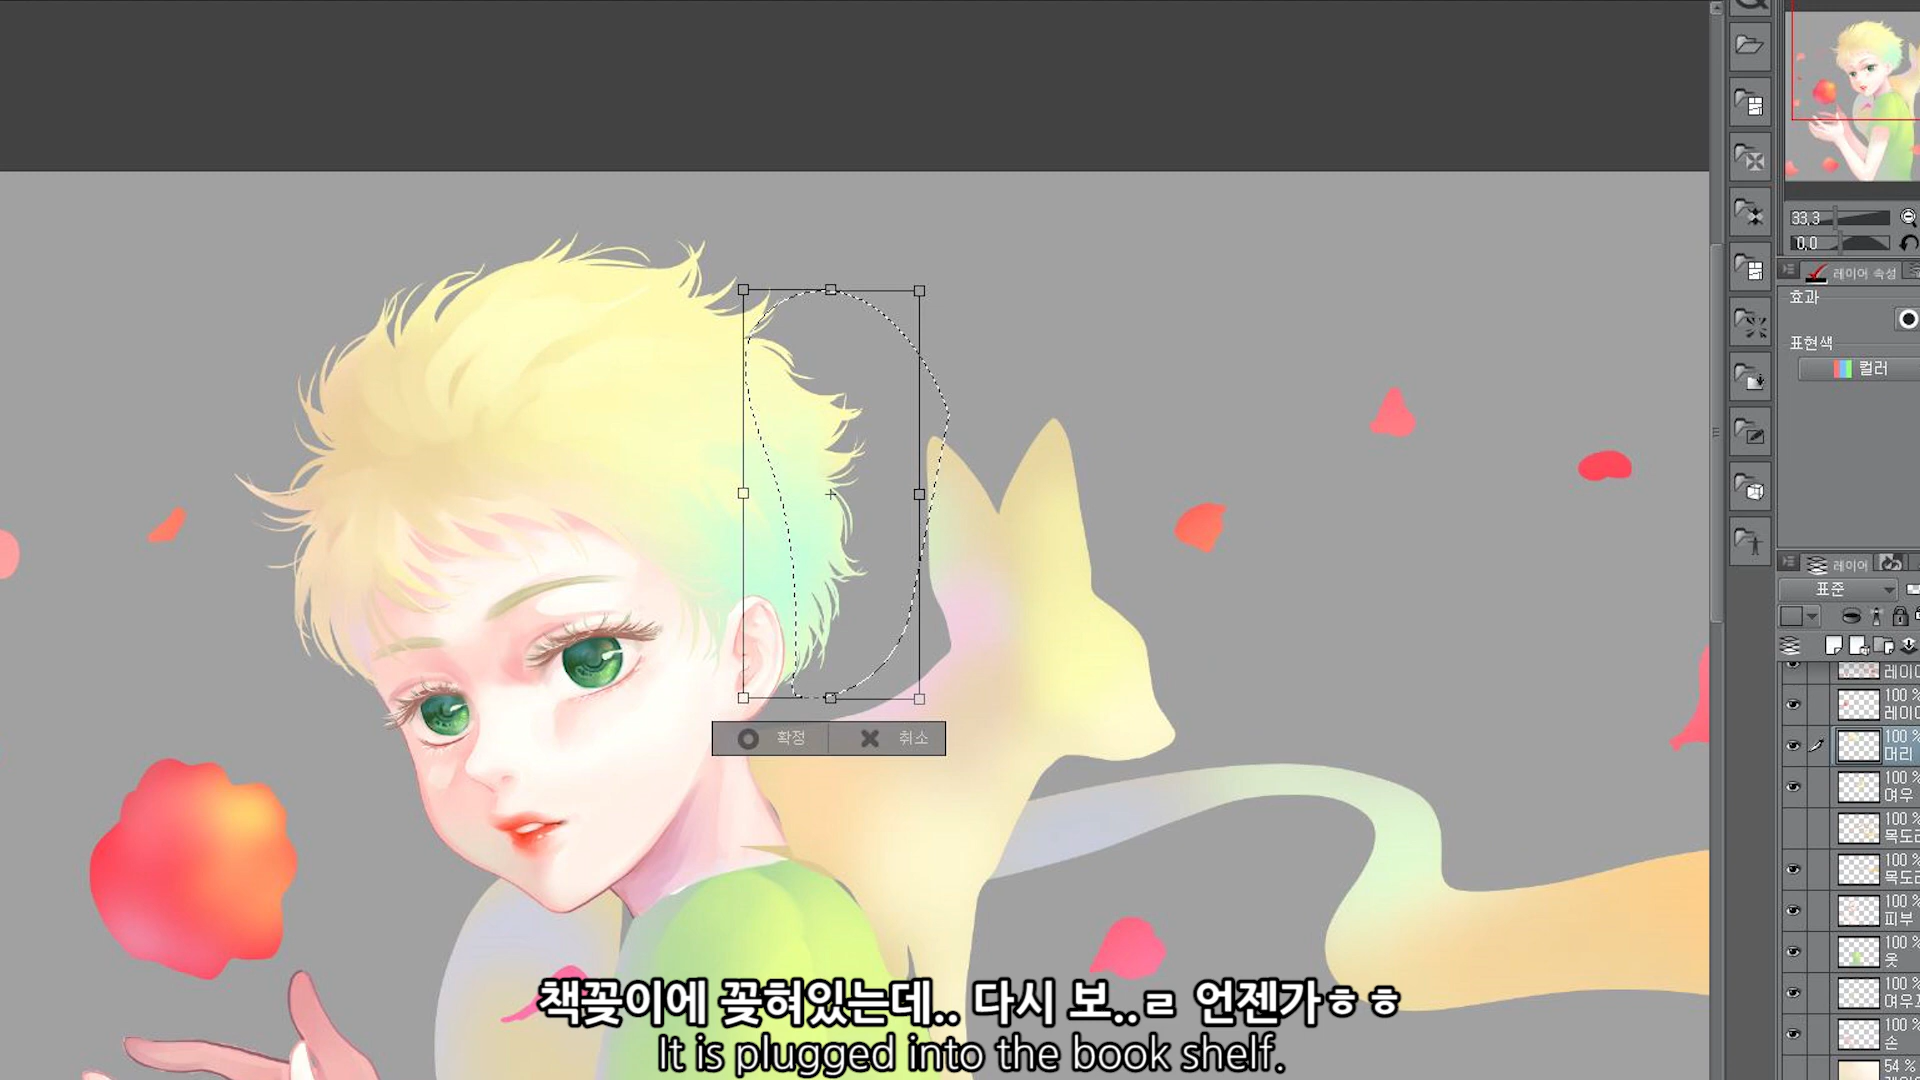 33,3
0,0
레이어 속성
효과
표현색
컬러
레이어
표준
100 %
100 %
머리
100 %
여우
100 %
100 %
100 %
피부
100 %
옷
100 %
100 %
손
54 %
확정 취소
책꽂이에 꽂혀있는데.. 다시 보..ㄹ 언젠가ㅎㅎ
It is plugged into the book shelf.